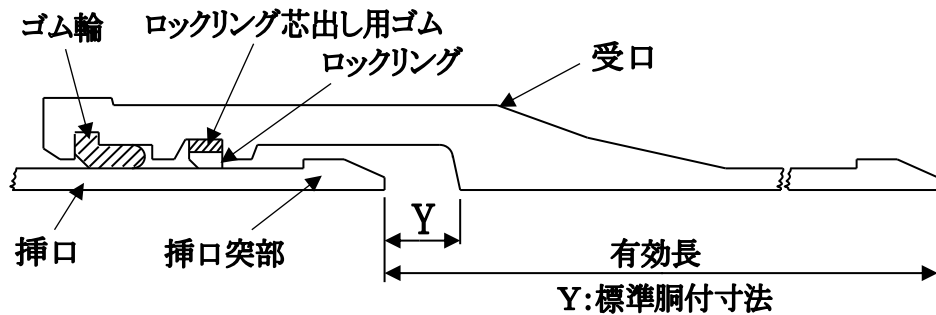 ゴム輪
ロックリング芯出し用ゴム
ロックリング
受口
挿口
挿口突部
Y
有効長
Y:標準胴付寸法